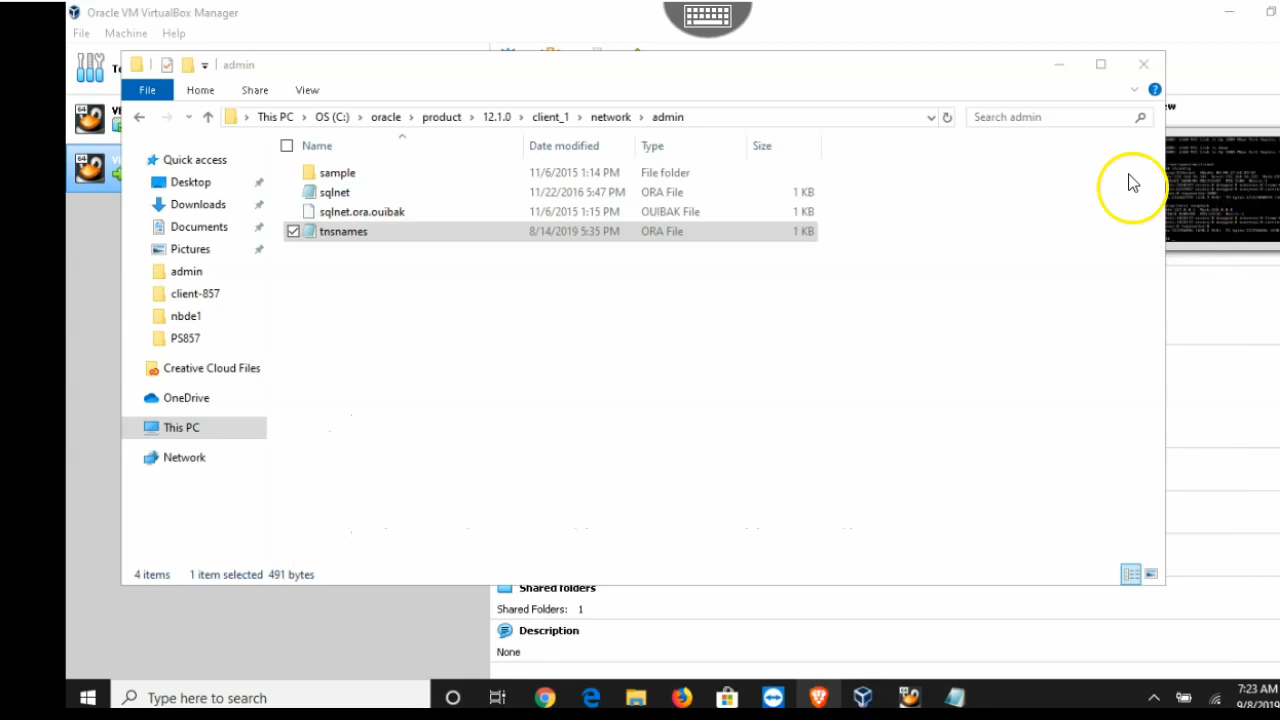 Oracle VM VirtualBox Manager
File Machine Help
admin
File Home Share View
This PC > OS (C:) > oracle > product > 12.1.0 > client_1 > network > admin
Search admin
Name Date modified Type Size
sample 11/6/2015 1:14 PM File folder
sqlnet 11/2/2016 5:47 PM ORA File 1 KB
sqlnet.ora.ouibak 11/6/2015 1:15 PM OUIBAK File 1 KB
tnsnames 8/14/2019 5:35 PM ORA File 1 KB
Quick access
Desktop
Downloads
Documents
Pictures
admin
client-857
nbde1
PS857
Creative Cloud Files
OneDrive
This PC
Network
4 items 1 item selected 491 bytes
Shared folders
Shared Folders: 1
Description
None
Type here to search
7:23 AM
9/8/2019